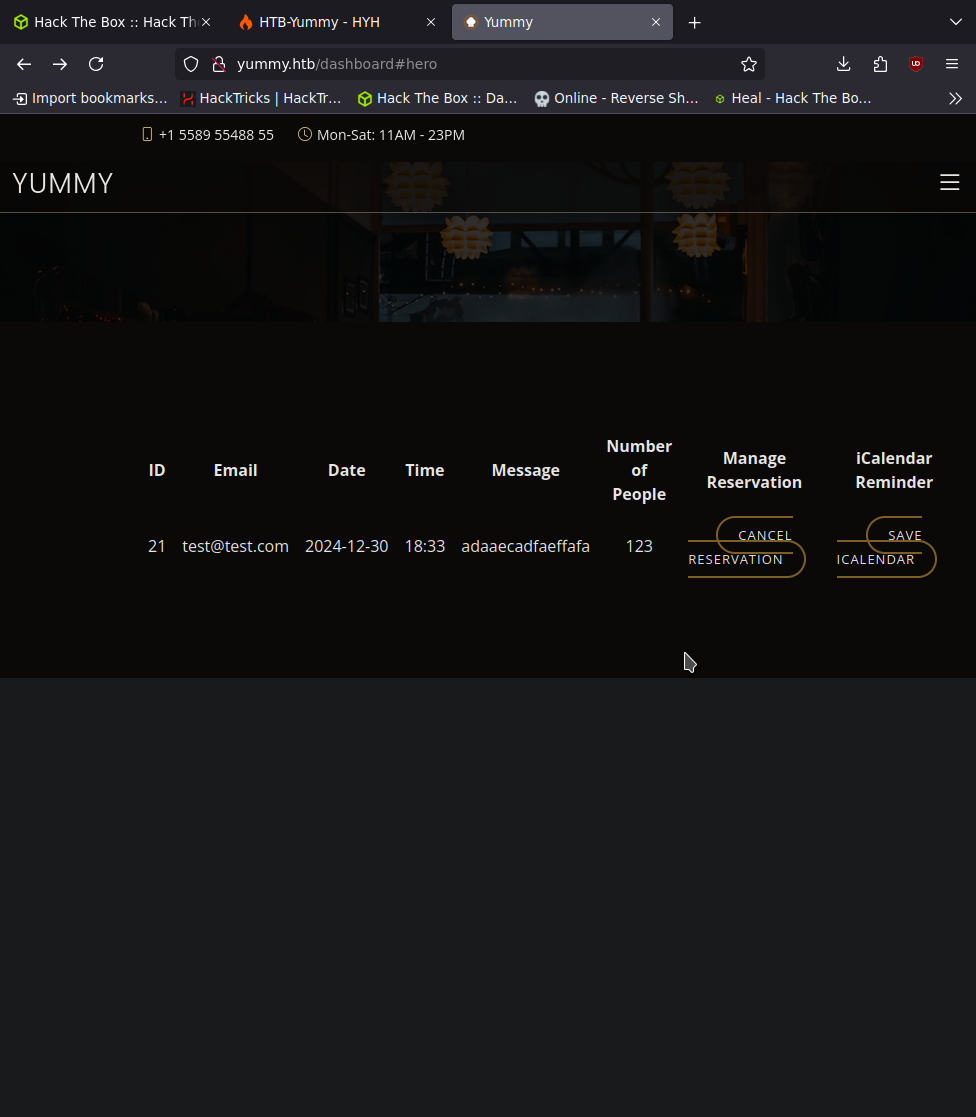 Hack The Box :: Hack Th
HTB-Yummy - HYH
Yummy
yummy.htb/dashboard#hero
Import bookmarks...
HackTricks | HackTr...
Hack The Box :: Da...
Online - Reverse Sh...
Heal - Hack The Bo...
+1 5589 55488 55
Mon-Sat: 11AM - 23PM
YUMMY
ID Email Date Time Message Number of People Manage Reservation iCalendar Reminder
21 test@test.com 2024-12-30 18:33 adaaecadfaeffafa 123
CANCEL
RESERVATION
SAVE
ICALENDAR